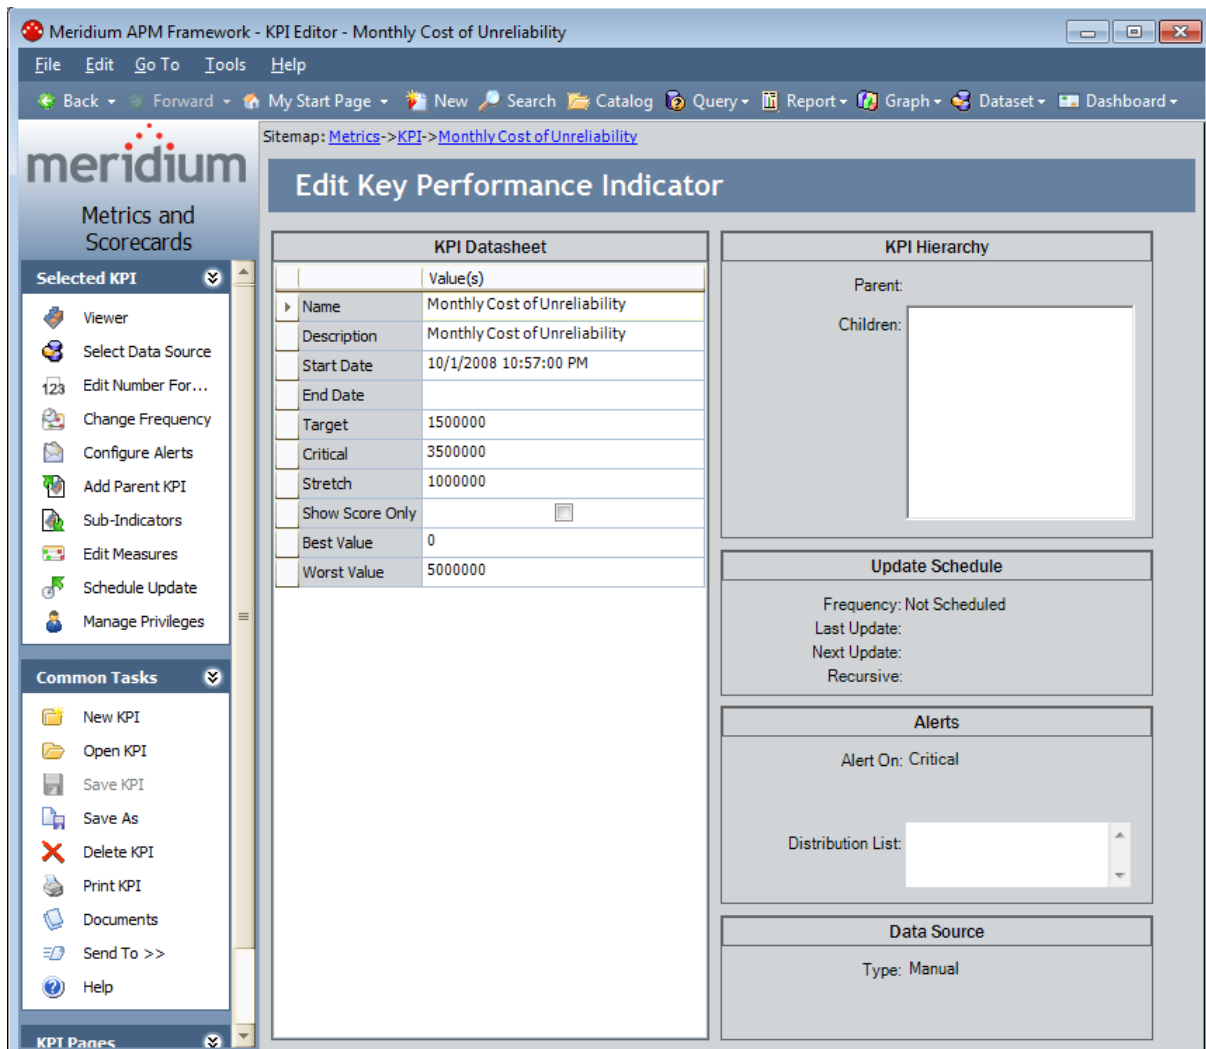 Meridium APM Framework - KPI Editor - Monthly Cost of Unreliability
File Edit Go To Tools Help
Back Forward My Start Page New Search Catalog Query Report Graph Dataset Dashboard
meridium
Metrics and
Scorecards
Selected KPI
Viewer
Select Data Source
123 Edit Number For...
Change Frequency
Configure Alerts
Add Parent KPI
Sub-Indicators
Edit Measures
Schedule Update
Manage Privileges
Common Tasks
New KPI
Open KPI
Save KPI
Save As
Delete KPI
Print KPI
Documents
Send To >>
Help
KPI Pages
Sitemap: Metrics->KPI->Monthly Cost of Unreliability
Edit Key Performance Indicator
KPI Datasheet
Value(s)
Name Monthly Cost of Unreliability
Description Monthly Cost of Unreliability
Start Date 10/1/2008 10:57:00 PM
End Date
Target 1500000
Critical 3500000
Stretch 1000000
Show Score Only
Best Value 0
Worst Value 5000000
KPI Hierarchy
Parent:
Children:
Update Schedule
Frequency: Not Scheduled
Last Update:
Next Update:
Recursive:
Alerts
Alert On: Critical
Distribution List:
Data Source
Type: Manual